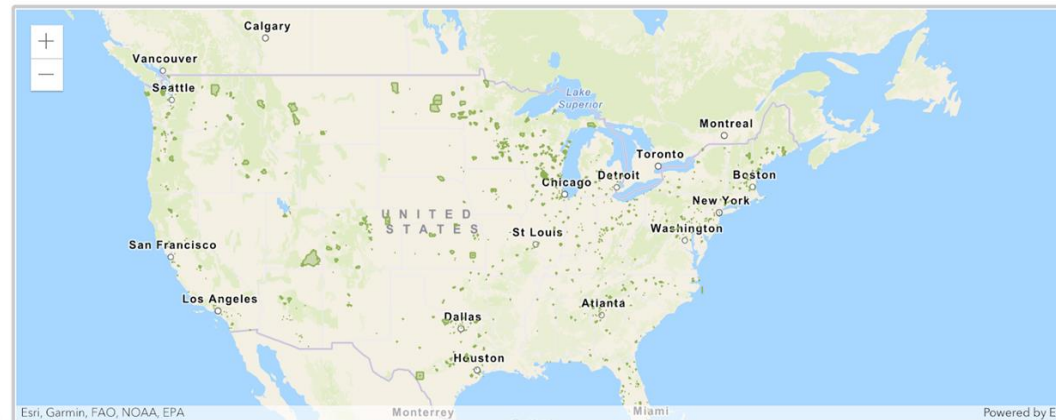 +
−
Calgary
Vancouver
Seattle
Lake
Superior
Montreal
Toronto
Boston
Detroit
Chicago
New York
UNITED
STATES
St Louis
Washington
San Francisco
Los Angeles
Atlanta
Dallas
Houston
Monterrey
Miami
Esri, Garmin, FAO, NOAA, EPA
Powered by E